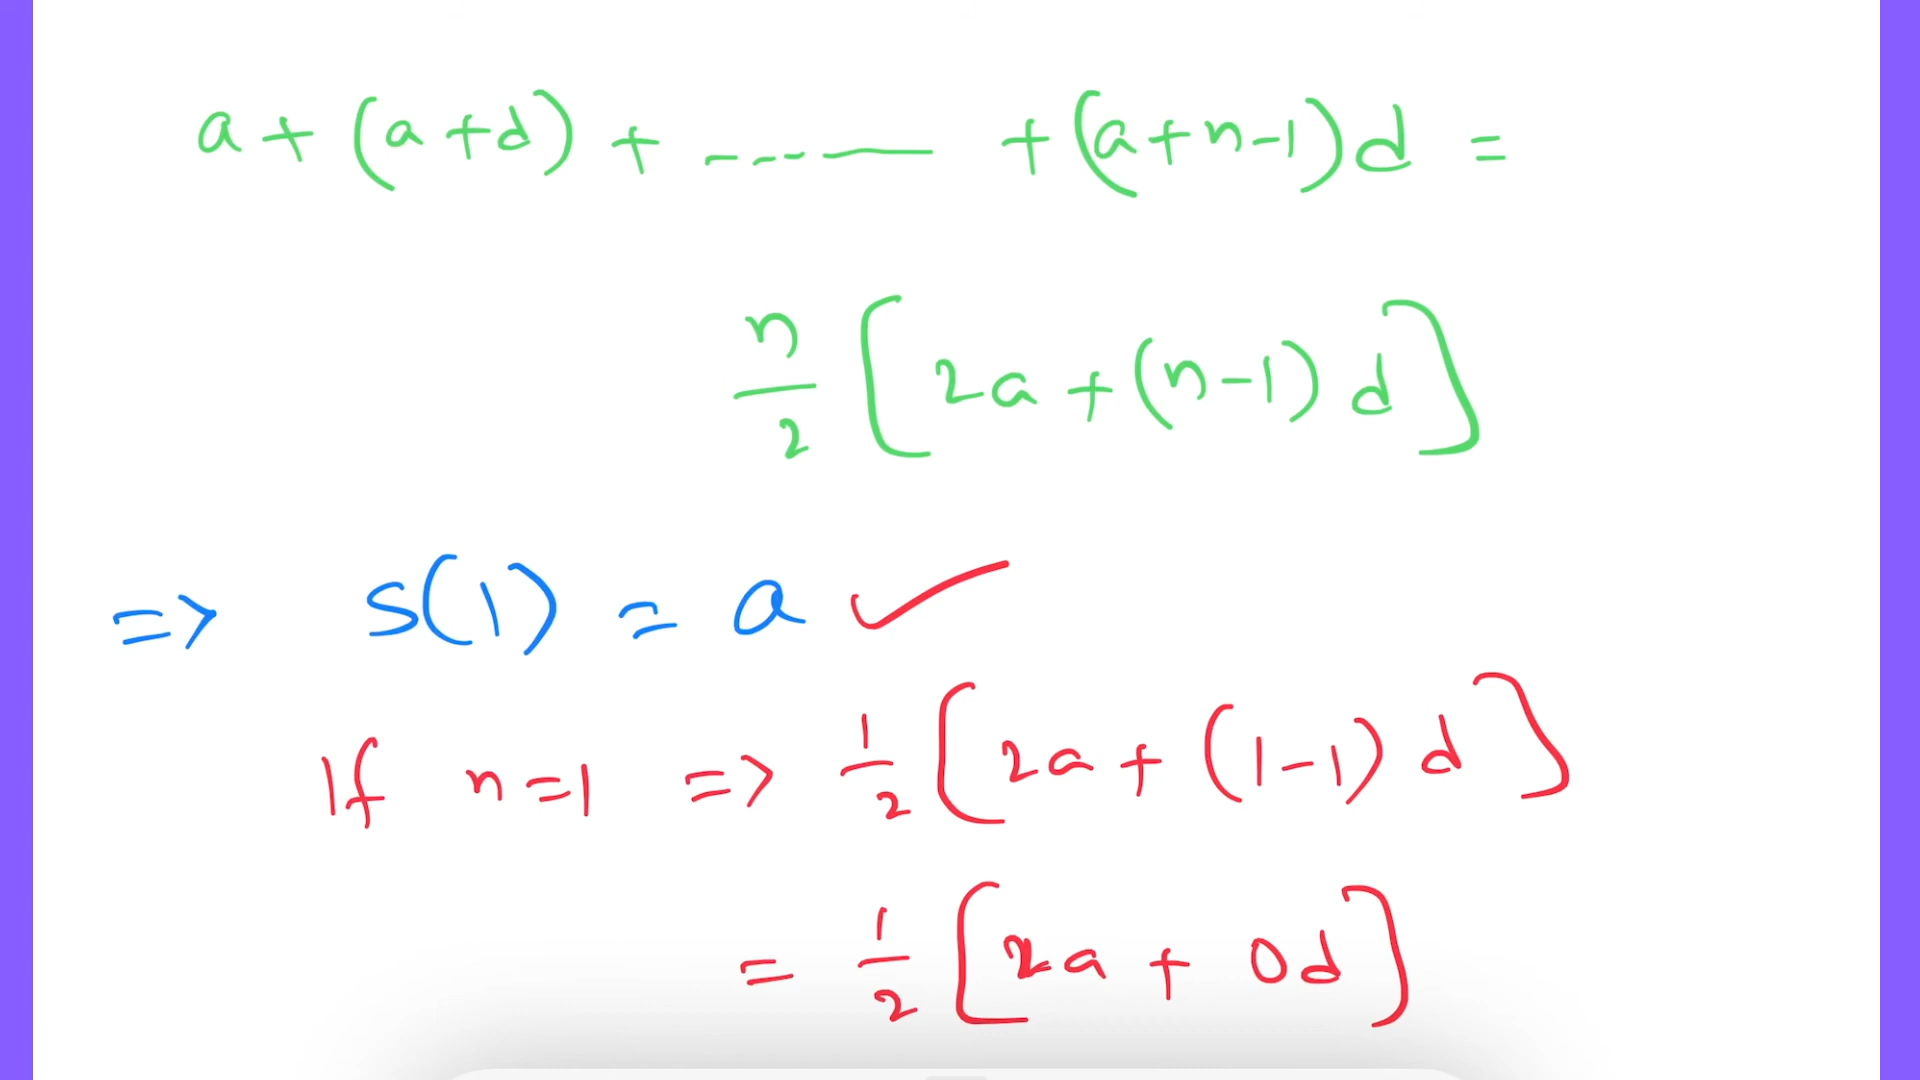 a + (a + d) + ---- — + (a + n - 1) d =
n/2 [2a + (n - 1) d]
=> s(1) = a ✓
If n = 1 => 1/2 [2a + (1 - 1) d]
= 1/2 [2a + 0d]